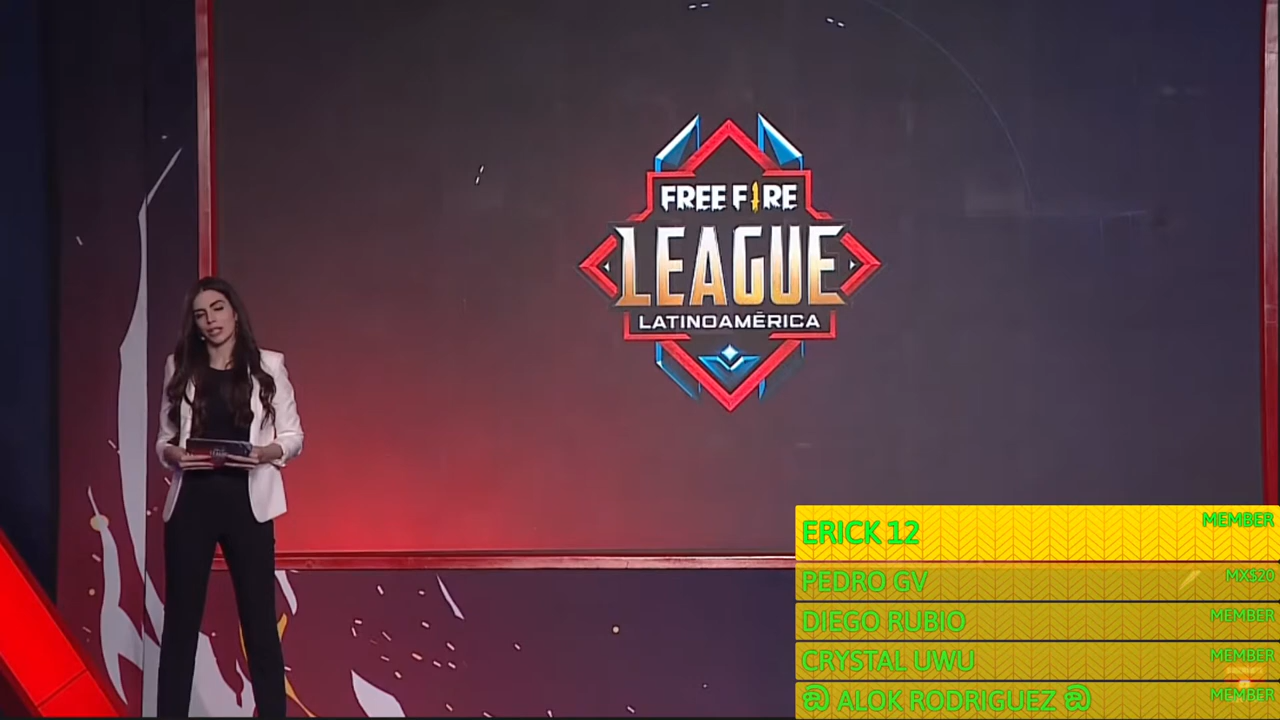 FREE FIRE
LEAGUE
LATINOAMÉRICA
ERICK 12 MEMBER
PEDRO GV MX$20
DIEGO RUBIO MEMBER
CRYSTAL UWU MEMBER
ALOK RODRIGUEZ MEMBER